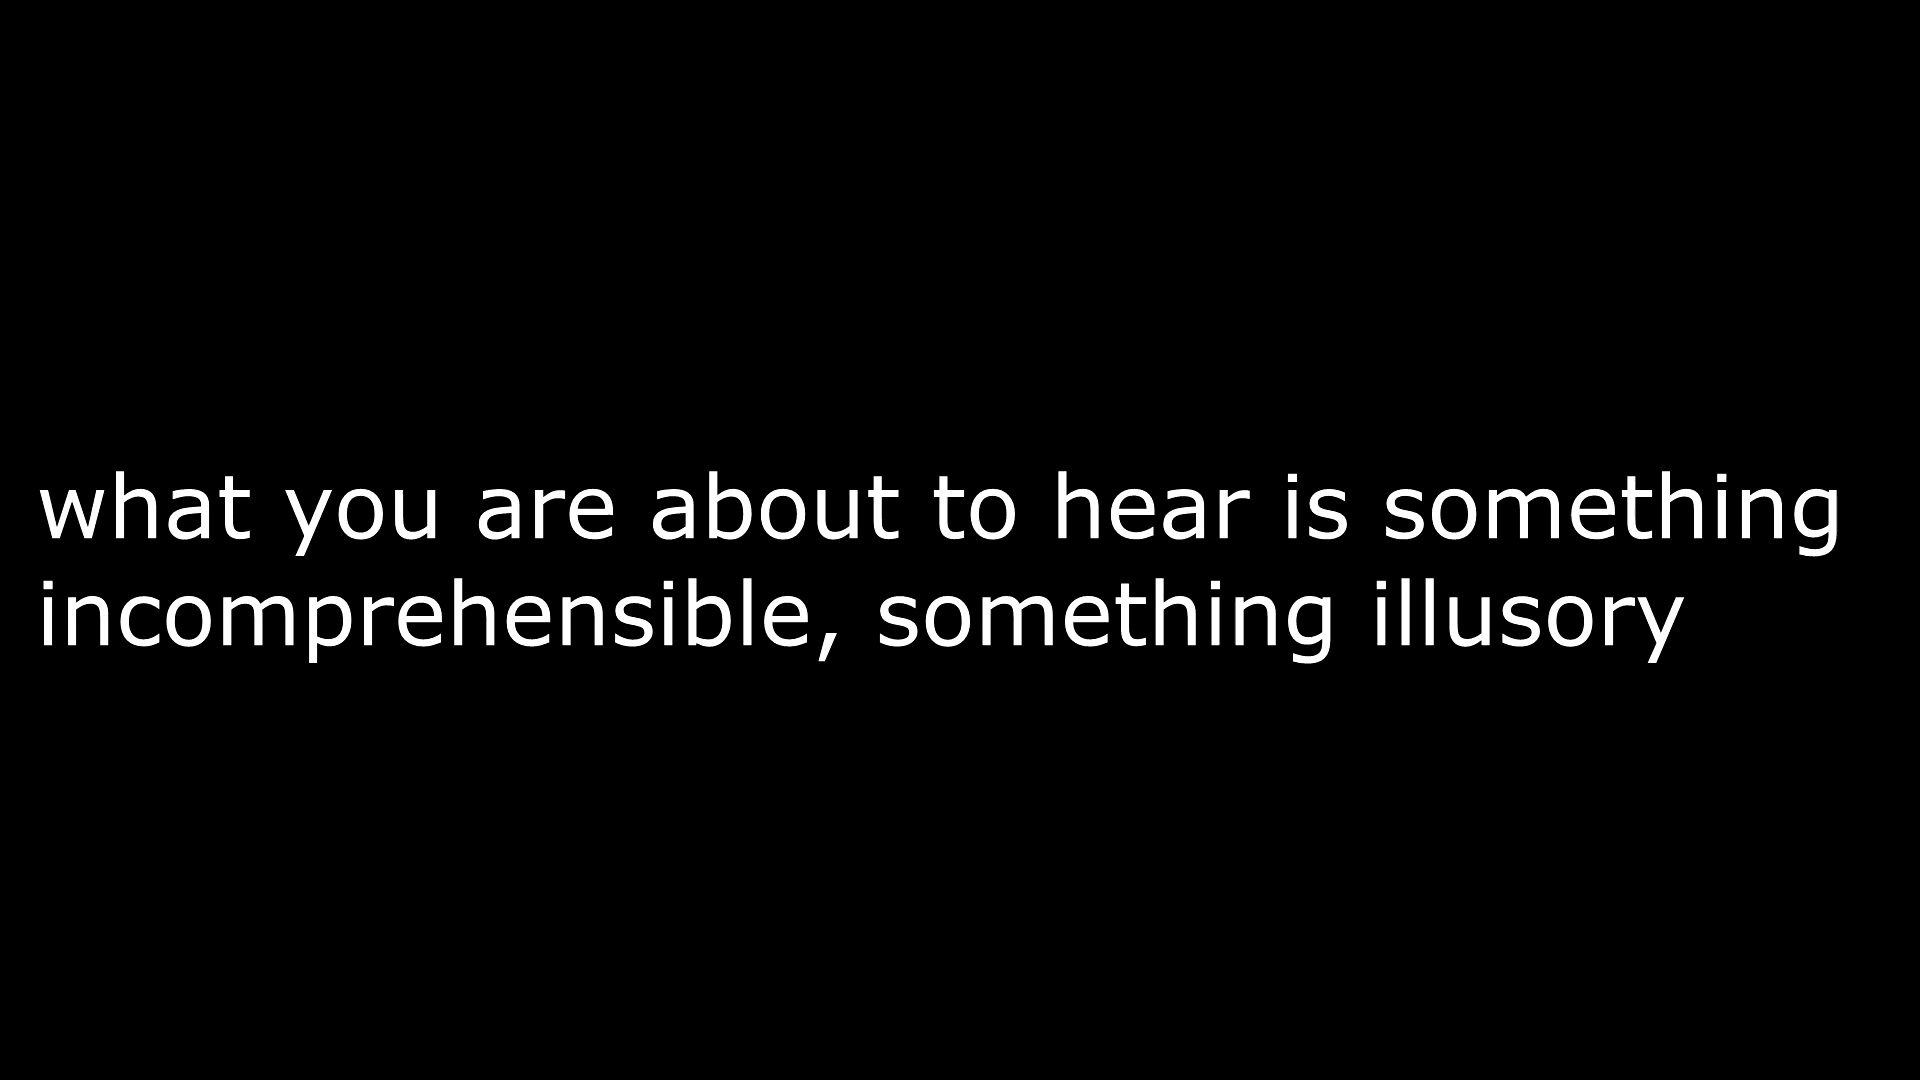 what you are about to hear is something
incomprehensible, something illusory